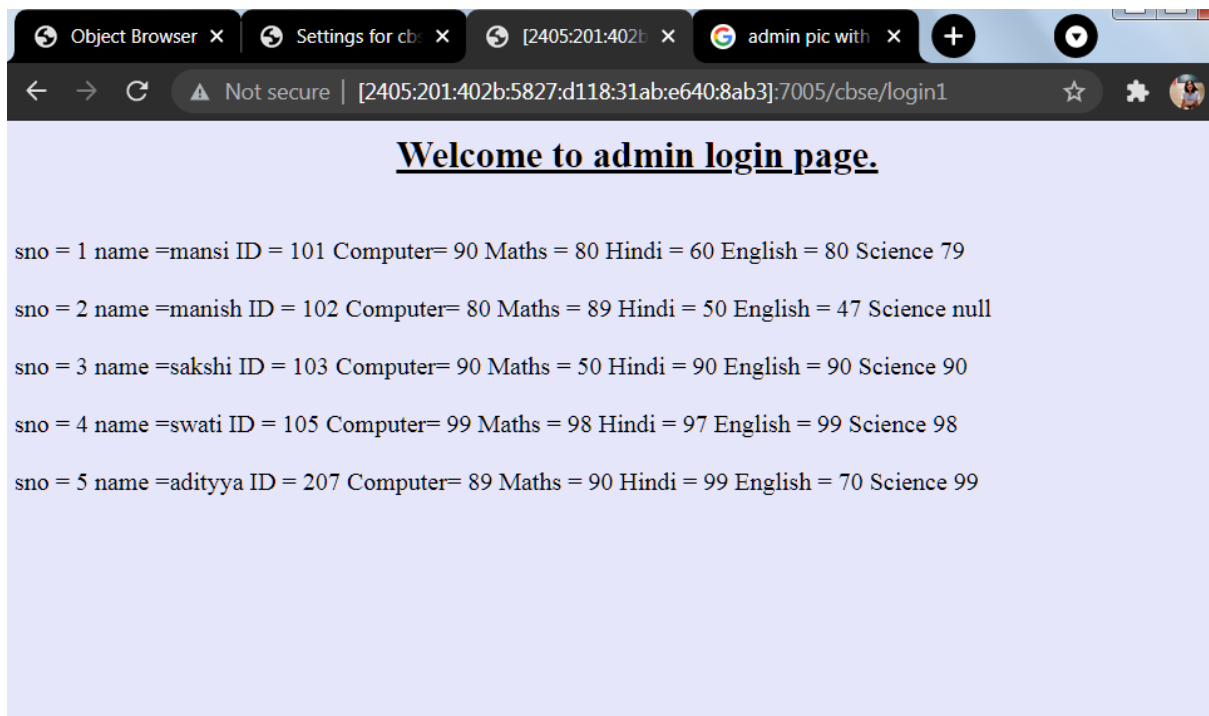 Object Browser
Settings for cbs
[2405:201:402b
admin pic with
Not secure | [2405:201:402b:5827:d118:31ab:e640:8ab3]:7005/cbse/login1
Welcome to admin login page.
sno = 1 name =mansi ID = 101 Computer= 90 Maths = 80 Hindi = 60 English = 80 Science 79
sno = 2 name =manish ID = 102 Computer= 80 Maths = 89 Hindi = 50 English = 47 Science null
sno = 3 name =sakshi ID = 103 Computer= 90 Maths = 50 Hindi = 90 English = 90 Science 90
sno = 4 name =swati ID = 105 Computer= 99 Maths = 98 Hindi = 97 English = 99 Science 98
sno = 5 name =adityya ID = 207 Computer= 89 Maths = 90 Hindi = 99 English = 70 Science 99